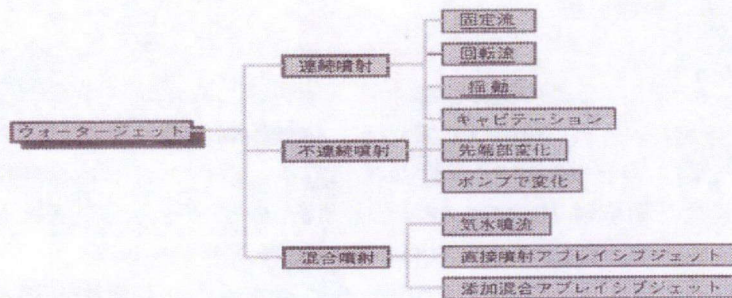 ウォータージェット
連続噴射
固定流
回転流
揺動
キャビテーション
不連続噴射
先端部変化
ポンプで変化
混合噴射
気水噴流
直接噴射アブレイシブジェット
添加混合アブレイシブジェット